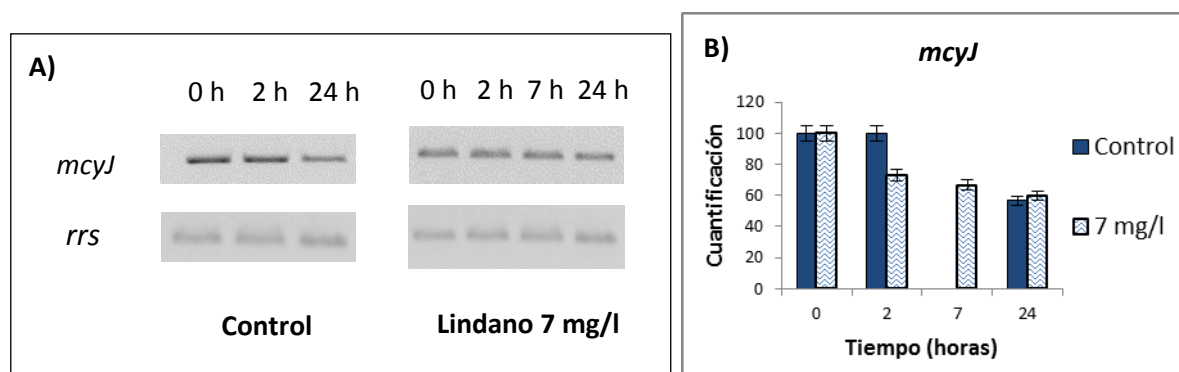 A)
0 h 2 h 24 h
0 h 2 h 7 h 24 h
mcyJ
rrs
Control
Lindano 7 mg/l
B)
mcyJ
Cuantificación
120
100
80
60
40
20
0
0 2 7 24
Tiempo (horas)
Control
7 mg/l